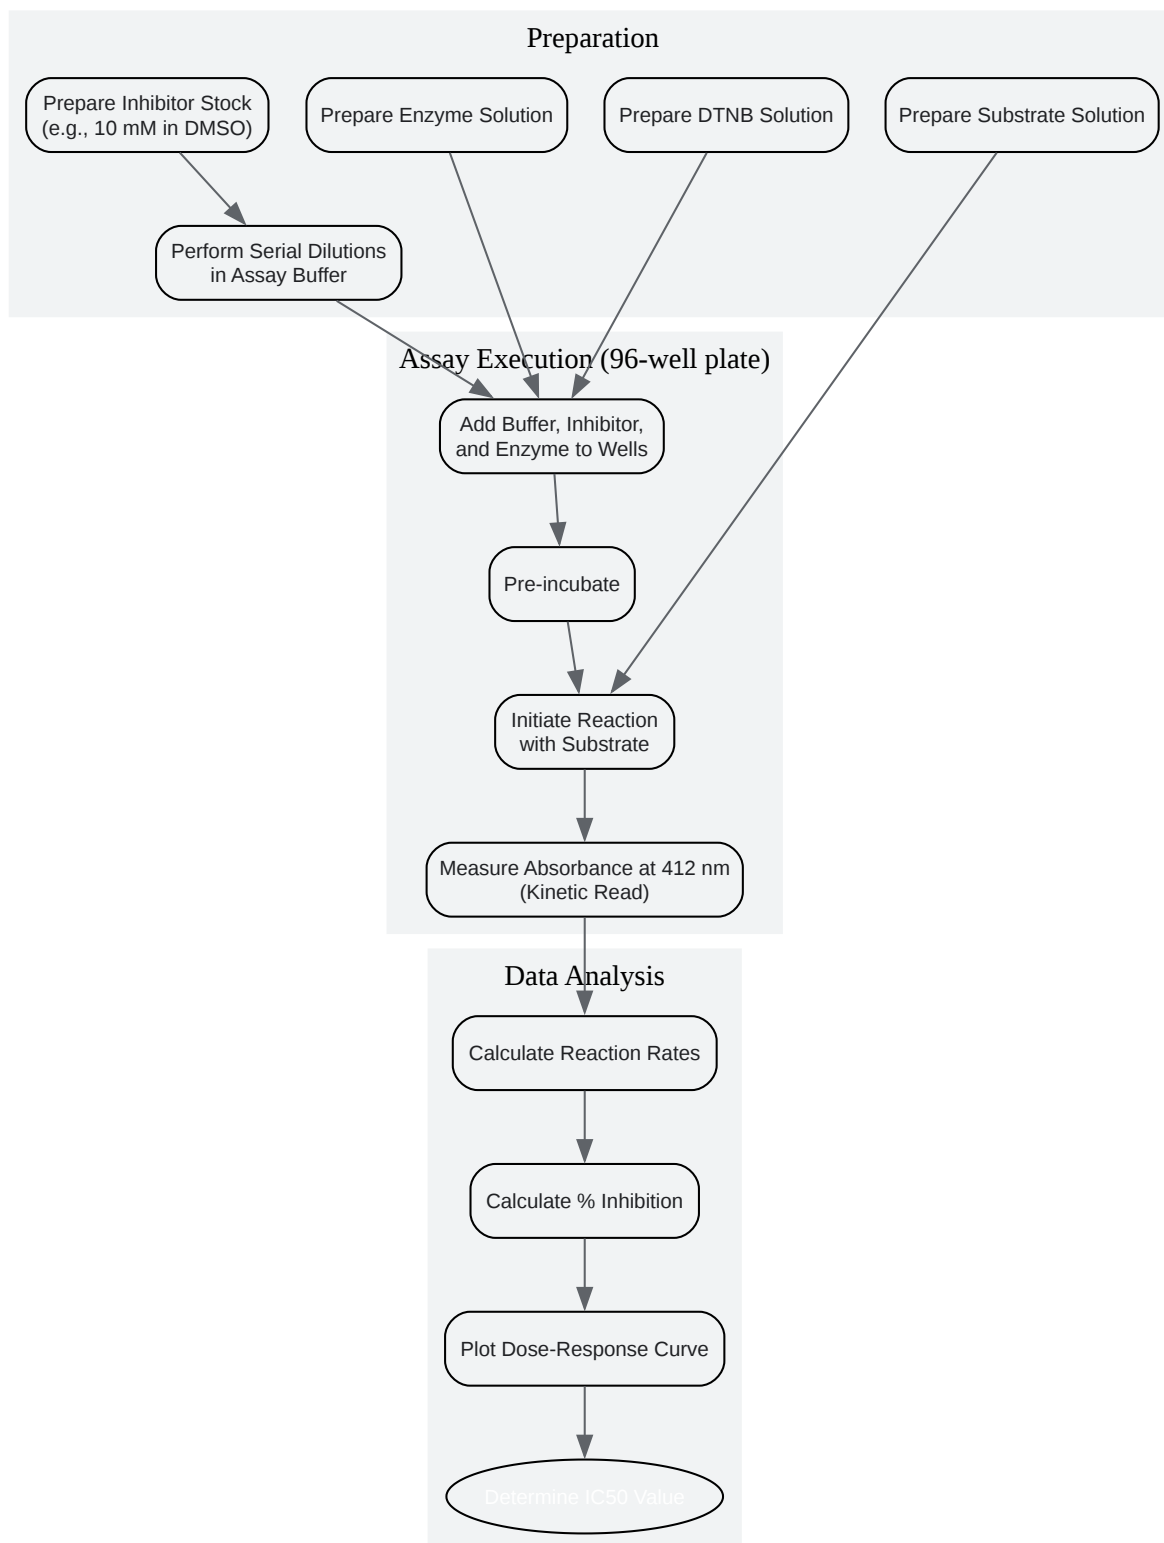 Preparation
Prepare Inhibitor Stock
(e.g., 10 mM in DMSO)
Prepare Enzyme Solution
Prepare DTNB Solution
Prepare Substrate Solution
Perform Serial Dilutions
in Assay Buffer
Assay Execution (96-well plate)
Add Buffer, Inhibitor,
and Enzyme to Wells
Pre-incubate
Initiate Reaction
with Substrate
Measure Absorbance at 412 nm
(Kinetic Read)
Data Analysis
Calculate Reaction Rates
Calculate % Inhibition
Plot Dose-Response Curve
Determine IC50 Value